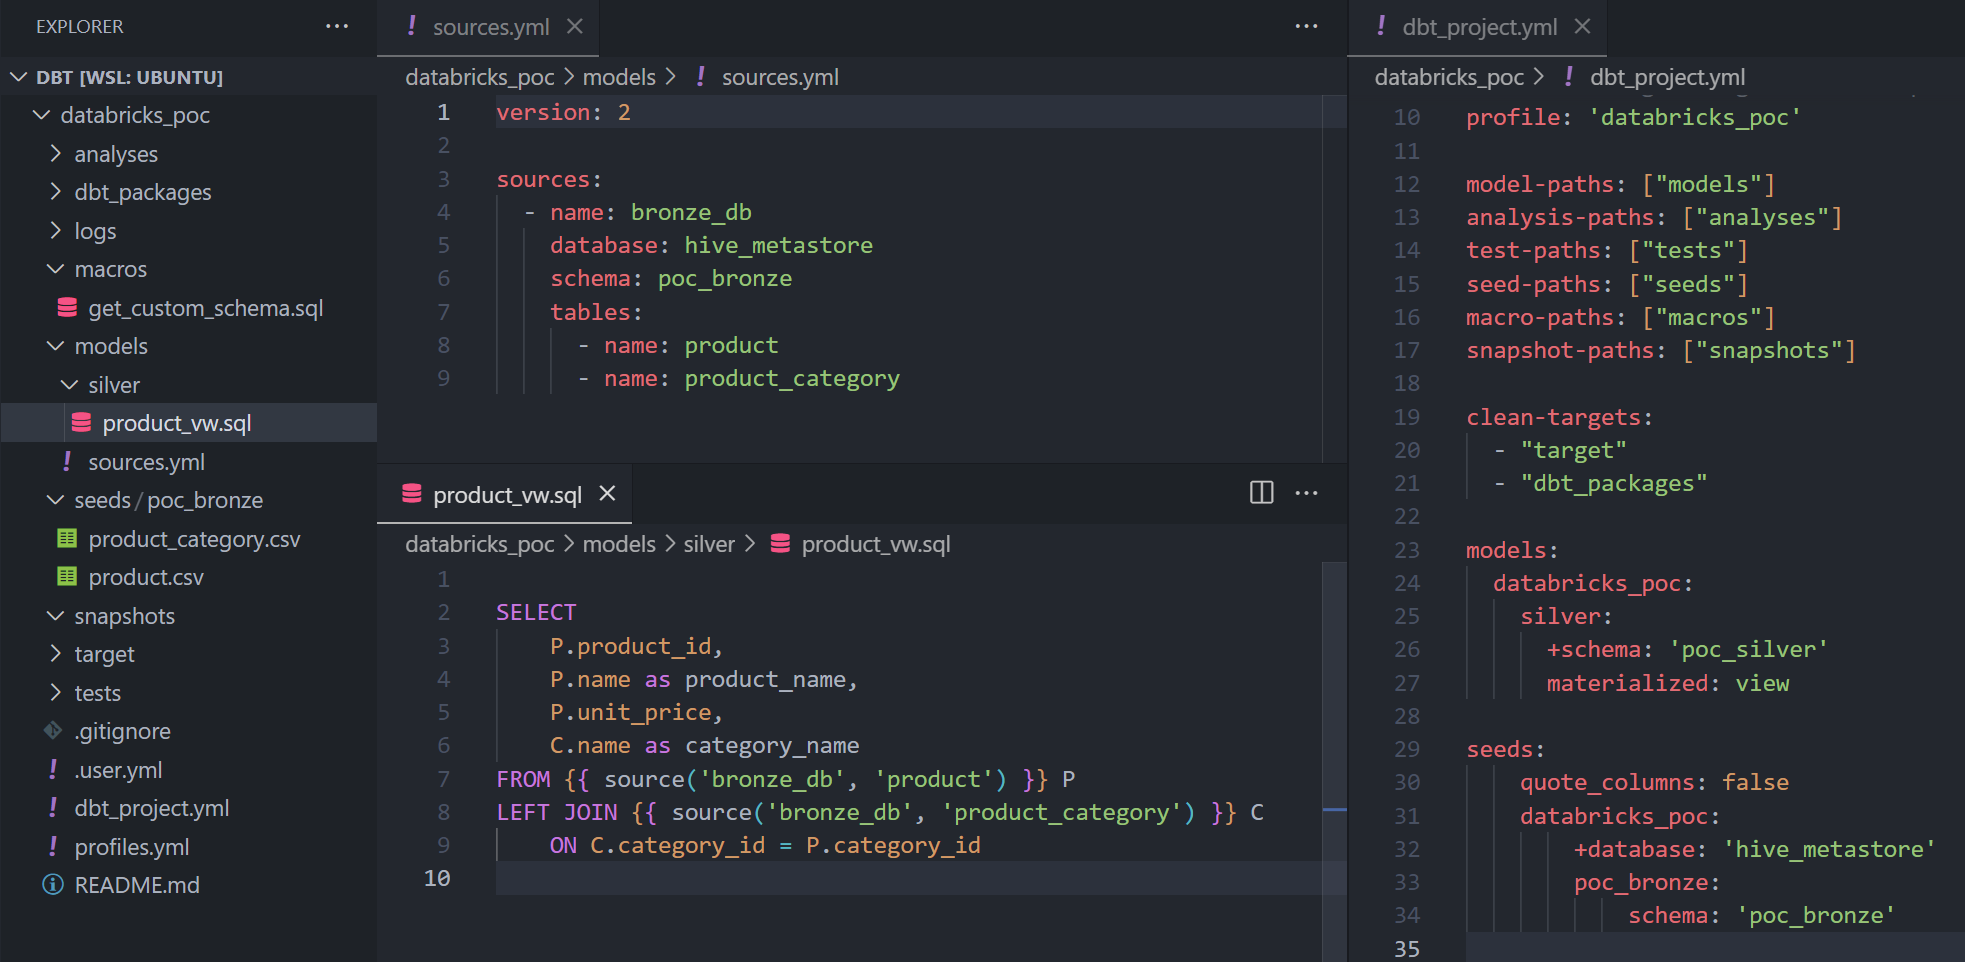 EXPLORER
DBT [WSL: UBUNTU]
databricks_poc
analyses
dbt_packages
logs
macros
get_custom_schema.sql
models
silver
product_vw.sql
sources.yml
seeds / poc_bronze
product_category.csv
product.csv
snapshots
target
tests
.gitignore
.user.yml
dbt_project.yml
profiles.yml
README.md
! sources.yml
databricks_poc > models > ! sources.yml
1 version: 2
2
3 sources:
4   - name: bronze_db
5     database: hive_metastore
6     schema: poc_bronze
7     tables:
8       - name: product
9       - name: product_category
product_vw.sql
databricks_poc > models > silver > product_vw.sql
1
2 SELECT
3     P.product_id,
4     P.name as product_name,
5     P.unit_price,
6     C.name as category_name
7 FROM {{ source('bronze_db', 'product') }} P
8 LEFT JOIN {{ source('bronze_db', 'product_category') }} C
9     ON C.category_id = P.category_id
10
! dbt_project.yml
databricks_poc > ! dbt_project.yml
10 profile: 'databricks_poc'
11
12 model-paths: ["models"]
13 analysis-paths: ["analyses"]
14 test-paths: ["tests"]
15 seed-paths: ["seeds"]
16 macro-paths: ["macros"]
17 snapshot-paths: ["snapshots"]
18
19 clean-targets:
20   - "target"
21   - "dbt_packages"
22
23 models:
24   databricks_poc:
25     silver:
26       +schema: 'poc_silver'
27       materialized: view
28
29 seeds:
30     quote_columns: false
31     databricks_poc:
32         +database: 'hive_metastore'
33         poc_bronze:
34             schema: 'poc_bronze'
35